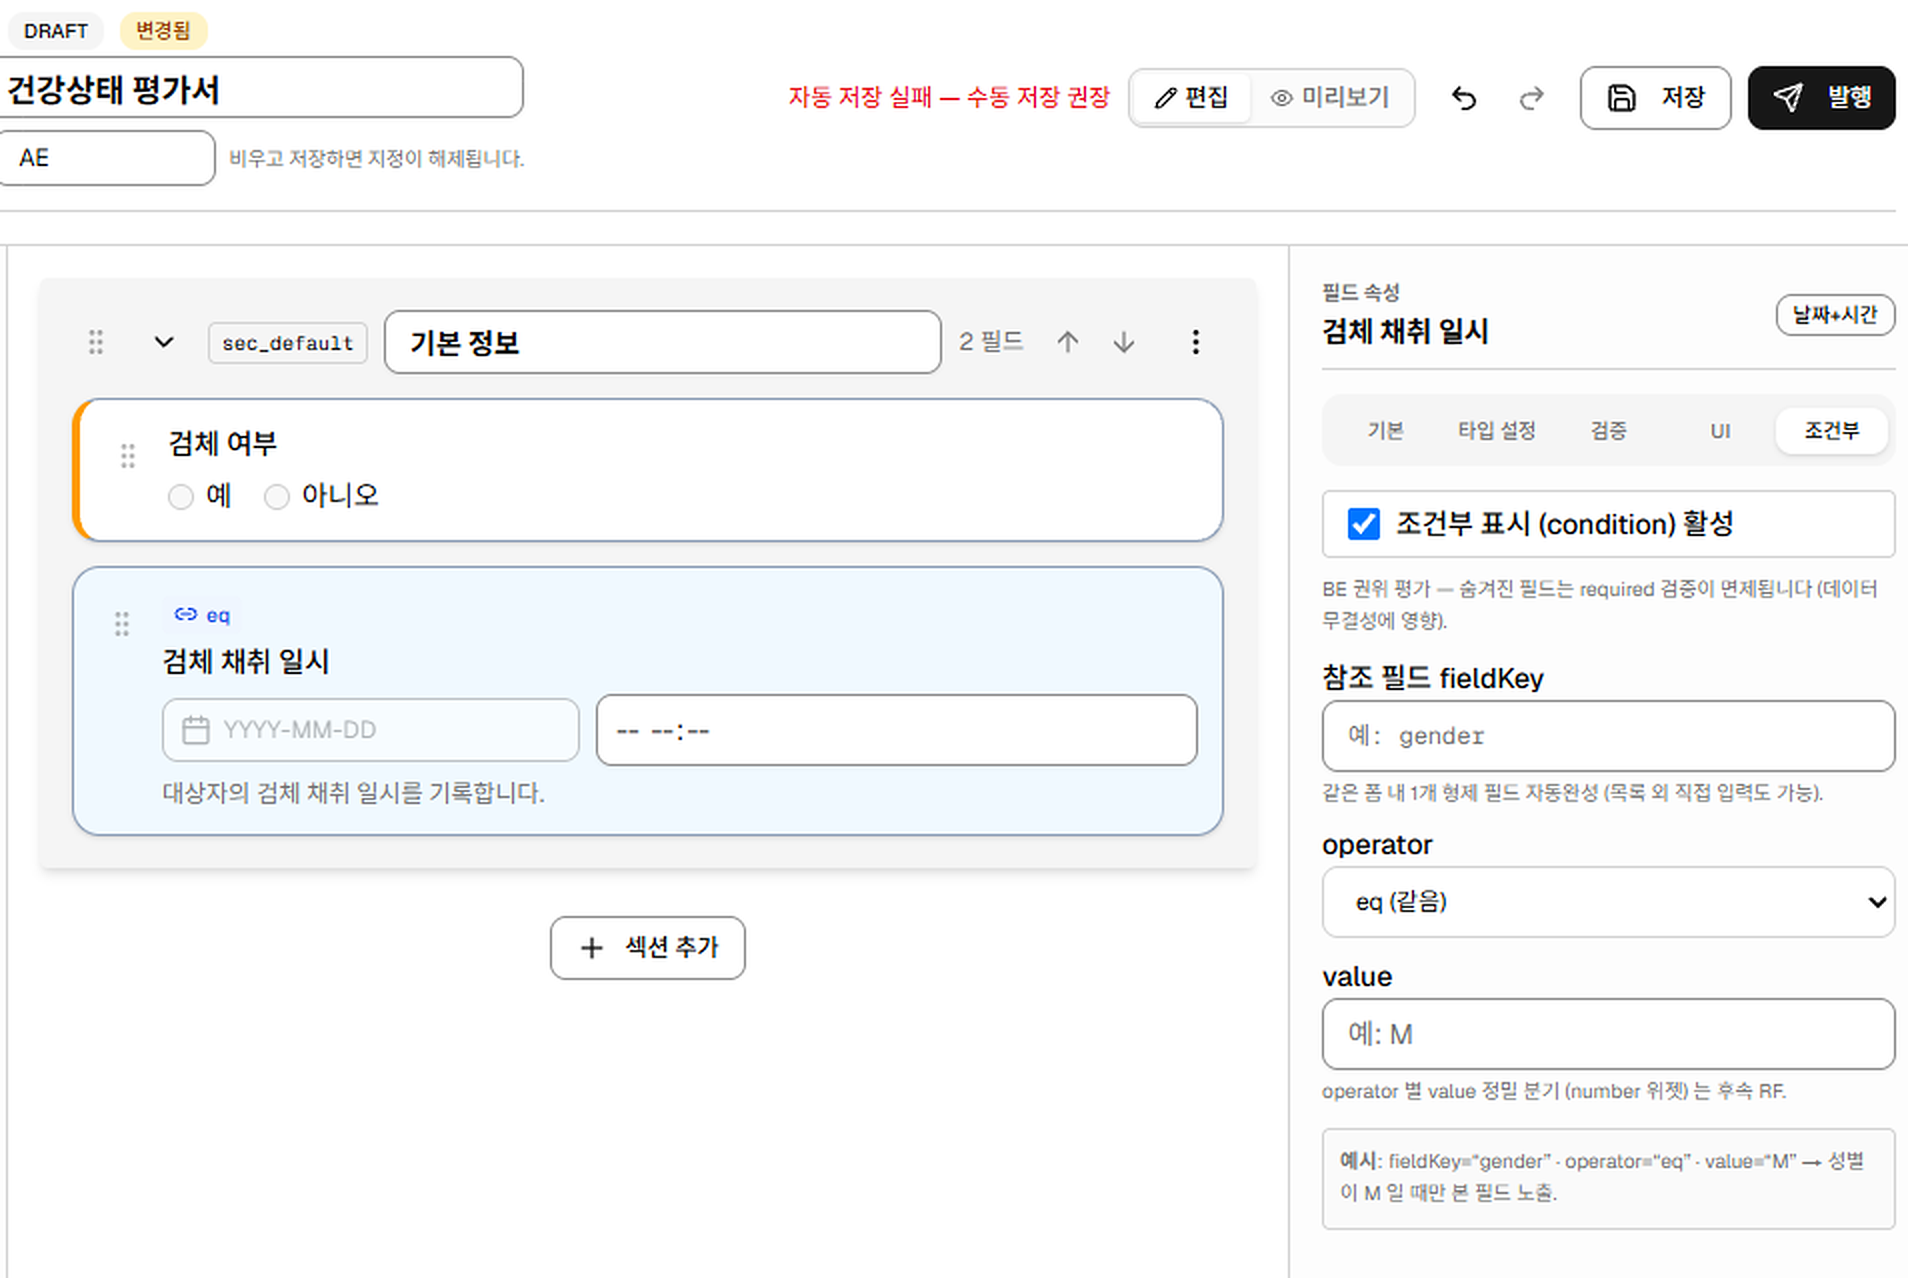 DRAFT 변경됨
건강상태 평가서
자동 저장 실패 — 수동 저장 권장 편집 미리보기 저장 발행
AE 비우고 저장하면 지정이 해제됩니다.
sec_default 기본 정보 2 필드
검체 여부
예 아니오
eq
검체 채취 일시
YYYY-MM-DD -- --:--
대상자의 검체 채취 일시를 기록합니다.
섹션 추가
필드 속성
검체 채취 일시 날짜+시간
기본 타입 설정 검증 UI 조건부
조건부 표시 (condition) 활성
BE 권위 평가 — 숨겨진 필드는 required 검증이 면제됩니다 (데이터
무결성에 영향).
참조 필드 fieldKey
예: gender
같은 폼 내 1개 형제 필드 자동완성 (목록 외 직접 입력도 가능).
operator
eq (같음)
value
예: M
operator 별 value 정밀 분기 (number 위젯) 는 후속 RF.
예시: fieldKey=“gender” · operator=“eq” · value=“M” → 성별
이 M 일 때만 본 필드 노출.